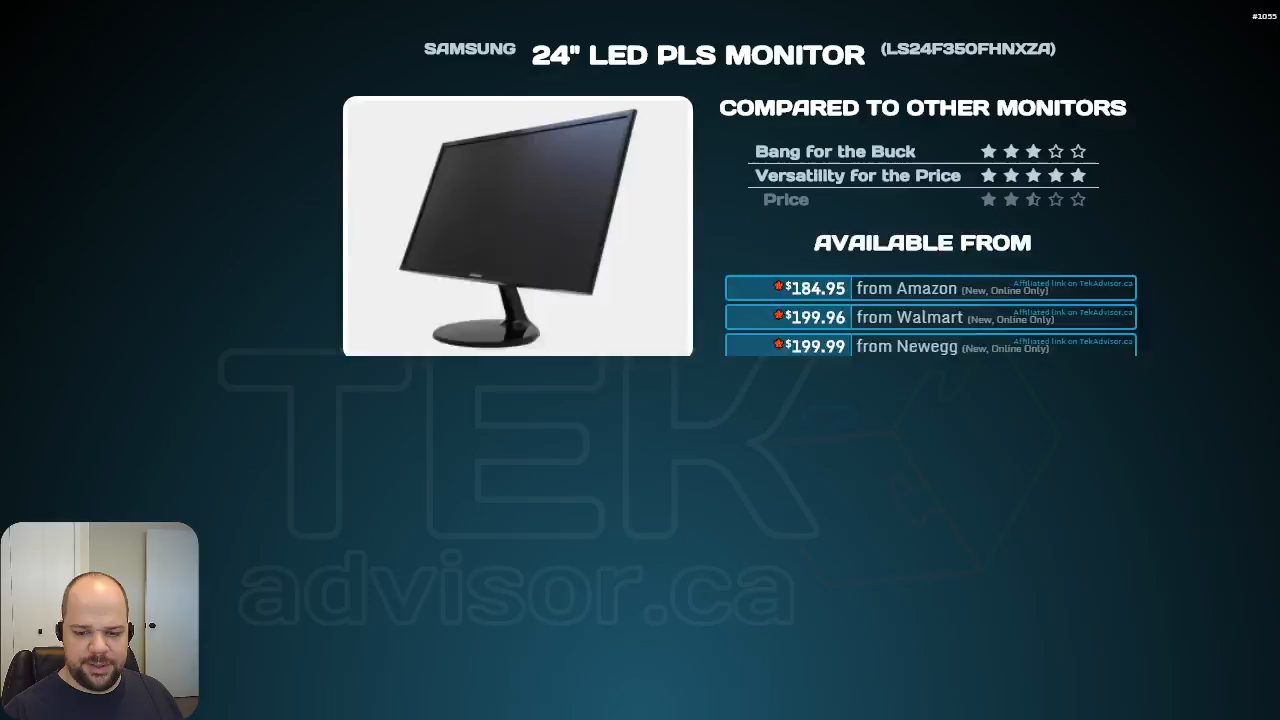 #1055
SAMSUNG 24" LED PLS MONITOR (LS24F350FHNXZA)
COMPARED TO OTHER MONITORS
Bang for the Buck
Versatility for the Price
Price
AVAILABLE FROM
$184.95 from Amazon (New, Online Only) Affiliated link on TekAdvisor.ca
$199.96 from Walmart (New, Online Only) Affiliated link on TekAdvisor.ca
$199.99 from Newegg (New, Online Only) Affiliated link on TekAdvisor.ca
TEK
advisor.ca